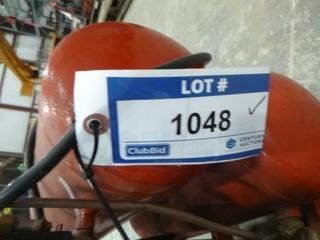 LOT #
1048
ClubBid
CENTURY
AUCTION